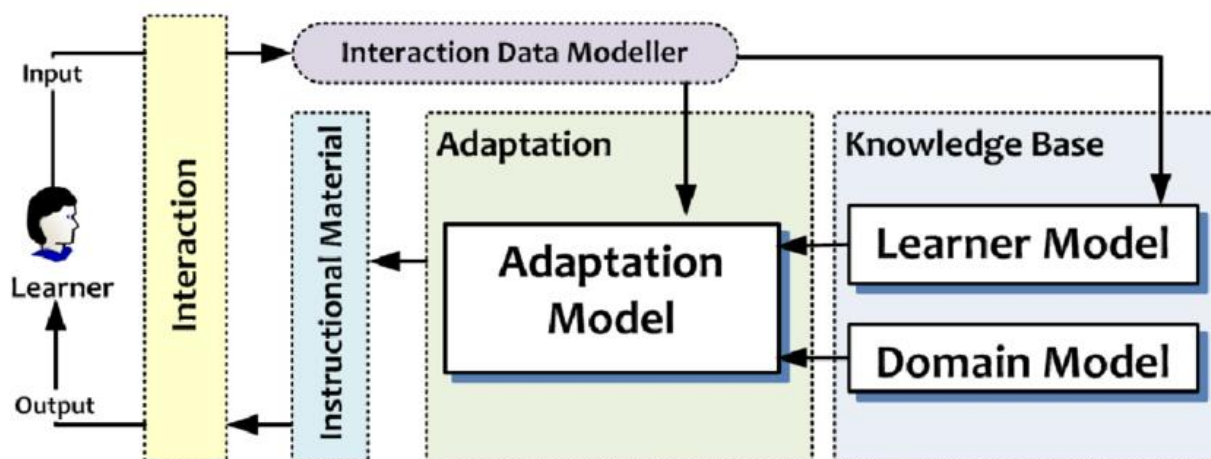 Input
Interaction Data Modeller
Interaction
Instructional Material
Adaptation
Knowledge Base
Adaptation
Model
Learner Model
Domain Model
Learner
Output